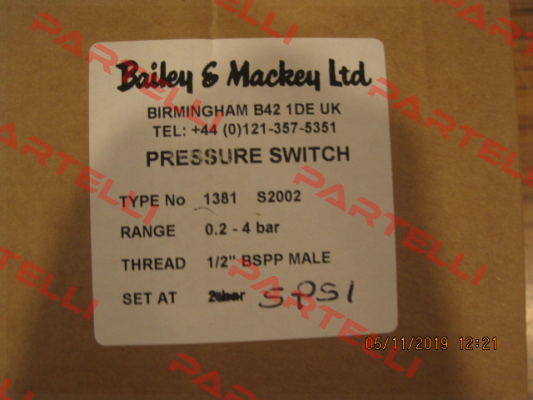 Bailey & Mackey Ltd
BIRMINGHAM B42 1DE UK
TEL: +44 (0)121-357-5351
PRESSURE SWITCH
TYPE No 1381 S2002
RANGE 0.2 - 4 bar
THREAD 1/2" BSPP MALE
SET AT 2bar 5PSI
05/11/2019 12:21
PARTELLI
PARTELLI
PARTELLI
PARTELLI
PARTELLI
PARTELLI